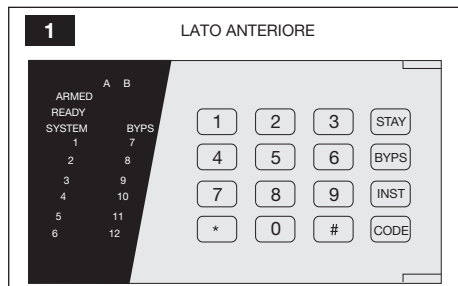 1
LATO ANTERIORE
A B
ARMED
READY
SYSTEM BYPS
1 7
2 8
3 9
4 10
5 11
6 12
1 2 3 STAY
4 5 6 BYPS
7 8 9 INST
* 0 # CODE